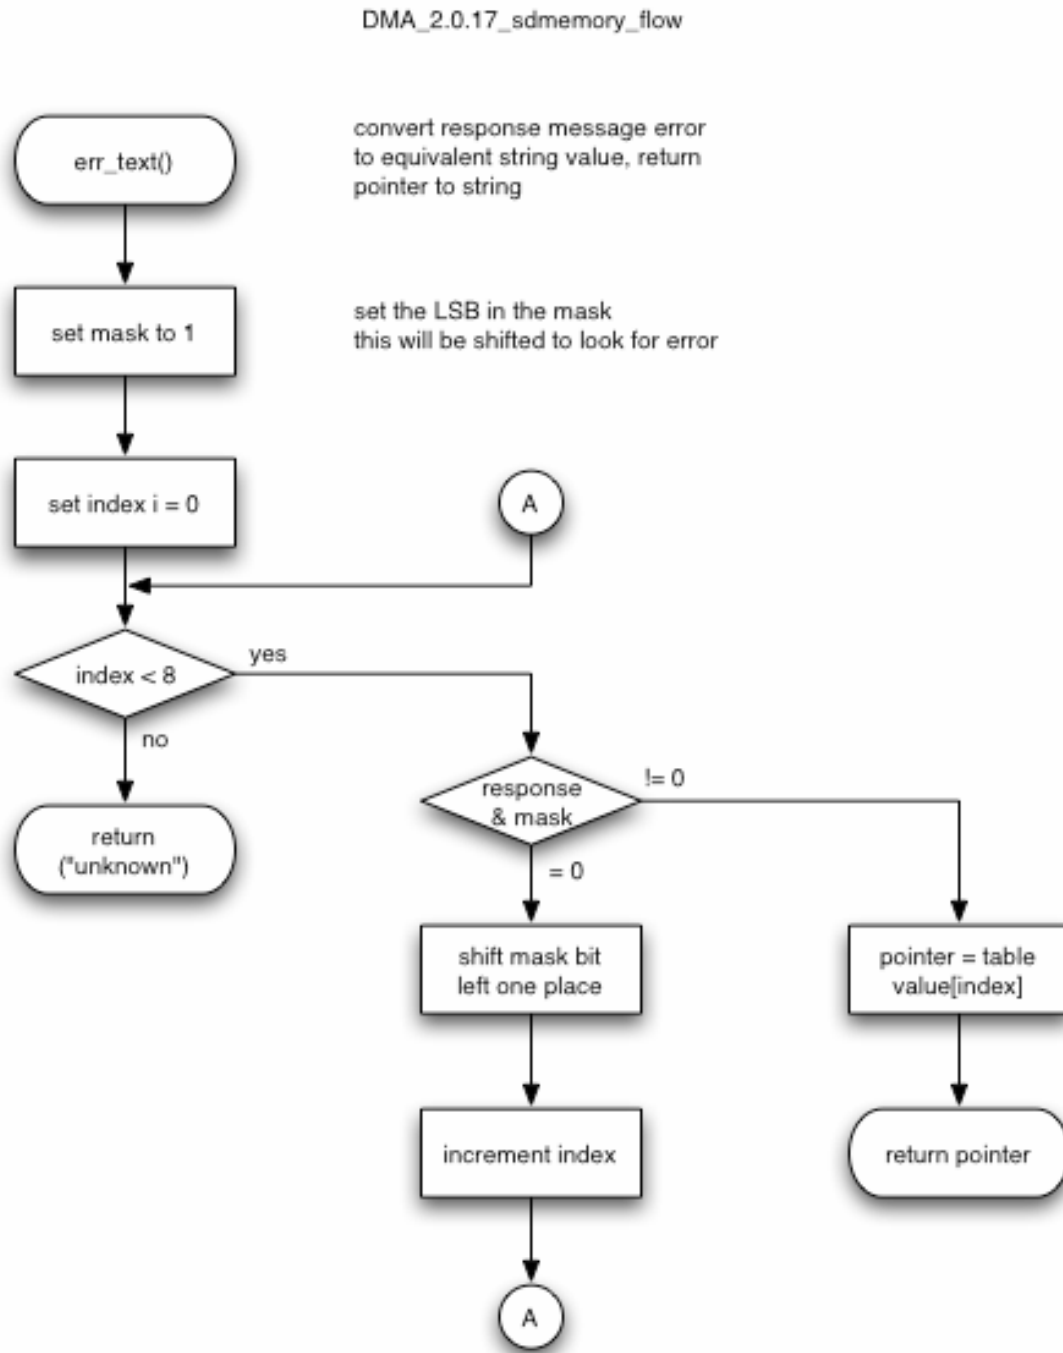 DMA_2.0.17_sdmemory_flow
err_text()
convert response message error
to equivalent string value, return
pointer to string
set mask to 1
set the LSB in the mask
this will be shifted to look for error
set index i = 0
A
index < 8
yes
no
return
("unknown")
response
& mask
!= 0
= 0
shift mask bit
left one place
pointer = table
value[index]
increment index
return pointer
A